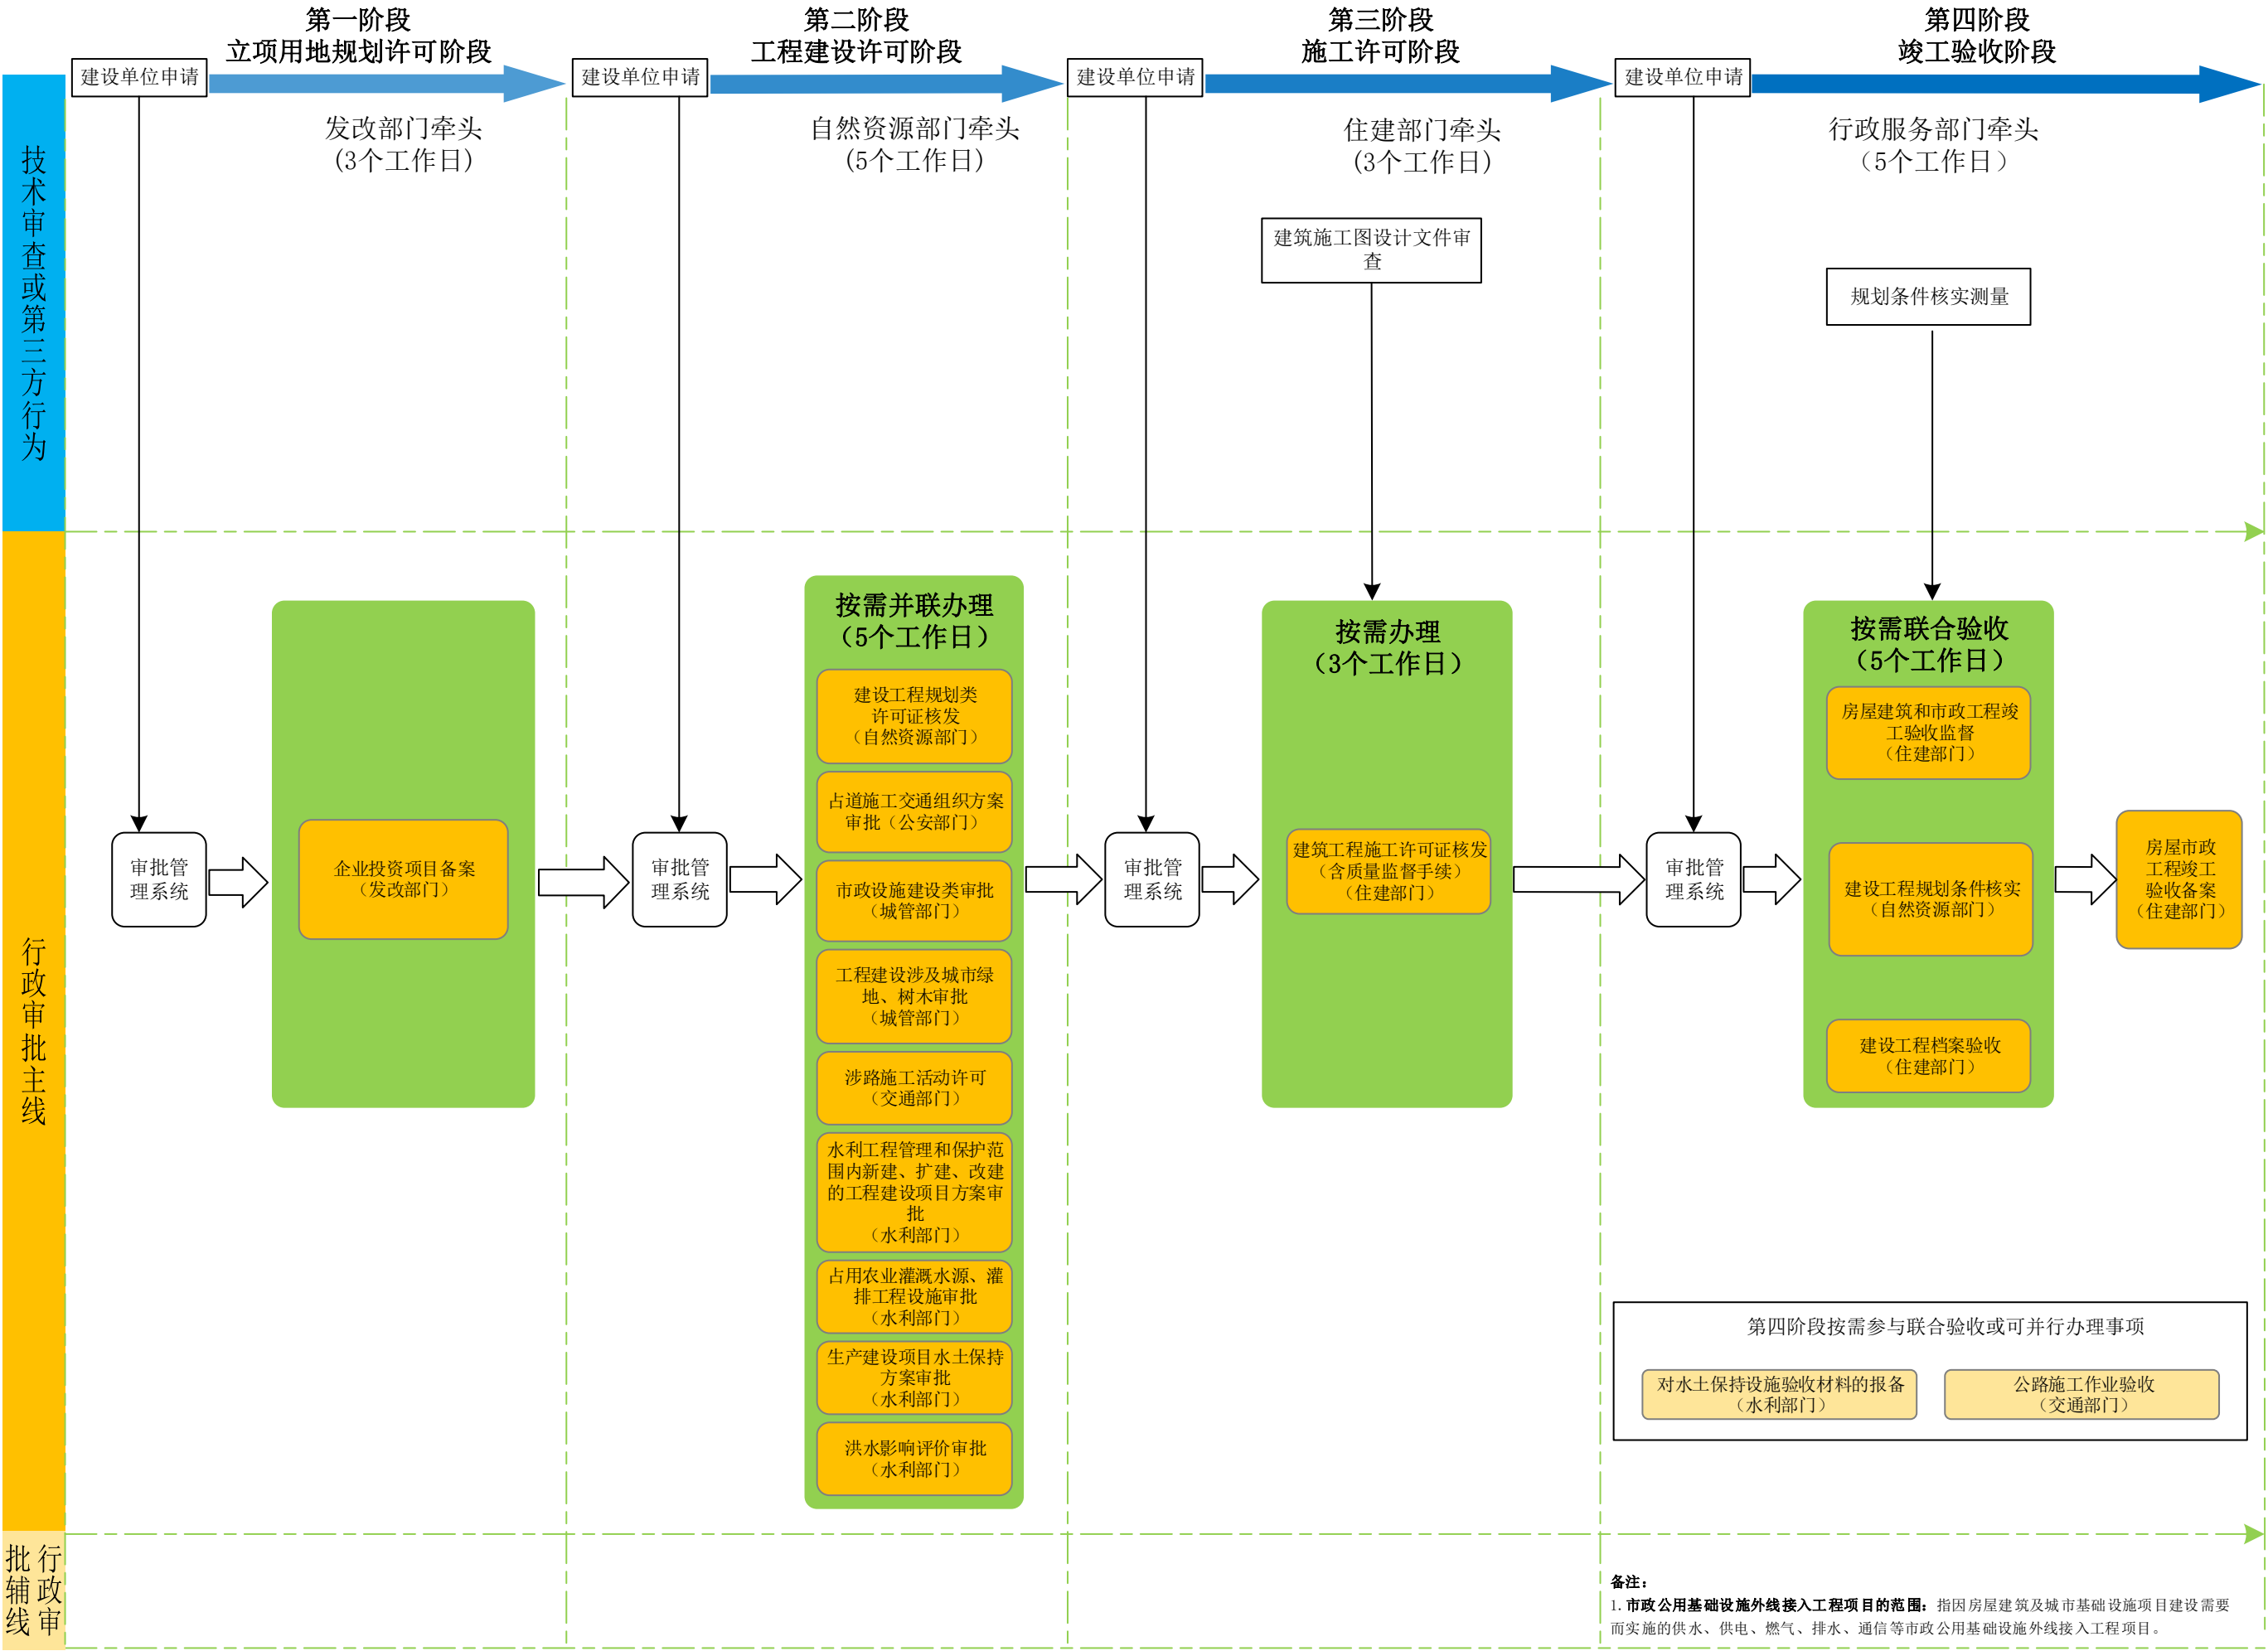 第一阶段
立项用地规划许可阶段
第二阶段
工程建设许可阶段
第三阶段
施工许可阶段
第四阶段
竣工验收阶段
建设单位申请
建设单位申请
建设单位申请
建设单位申请
发改部门牵头
(3个工作日)
自然资源部门牵头
(5个工作日)
住建部门牵头
(3个工作日)
行政服务部门牵头
（5个工作日）
技术审查或第三方行为
建筑施工图设计文件审
查
规划条件核实测量
行政审批主线
审批管
理系统
企业投资项目备案
（发改部门）
审批管
理系统
按需并联办理
（5个工作日）
建设工程规划类
许可证核发
（自然资源部门）
占道施工交通组织方案
审批（公安部门）
市政设施建设类审批
（城管部门）
工程建设涉及城市绿
地、树木审批
（城管部门）
涉路施工活动许可
（交通部门）
水利工程管理和保护范
围内新建、扩建、改建
的工程建设项目方案审
批
（水利部门）
占用农业灌溉水源、灌
排工程设施审批
（水利部门）
生产建设项目水土保持
方案审批
（水利部门）
洪水影响评价审批
（水利部门）
审批管
理系统
按需办理
（3个工作日）
建筑工程施工许可证核发
（含质量监督手续）
（住建部门）
审批管
理系统
按需联合验收
（5个工作日）
房屋建筑和市政工程竣
工验收监督
（住建部门）
建设工程规划条件核实
（自然资源部门）
建设工程档案验收
（住建部门）
房屋市政
工程竣工
验收备案
（住建部门）
第四阶段按需参与联合验收或可并行办理事项
对水土保持设施验收材料的报备
（水利部门）
公路施工作业验收
（交通部门）
行政审
批辅线
备注：
1.市政公用基础设施外线接入工程项目的范围：指因房屋建筑及城市基础设施项目建设需要
而实施的供水、供电、燃气、排水、通信等市政公用基础设施外线接入工程项目。